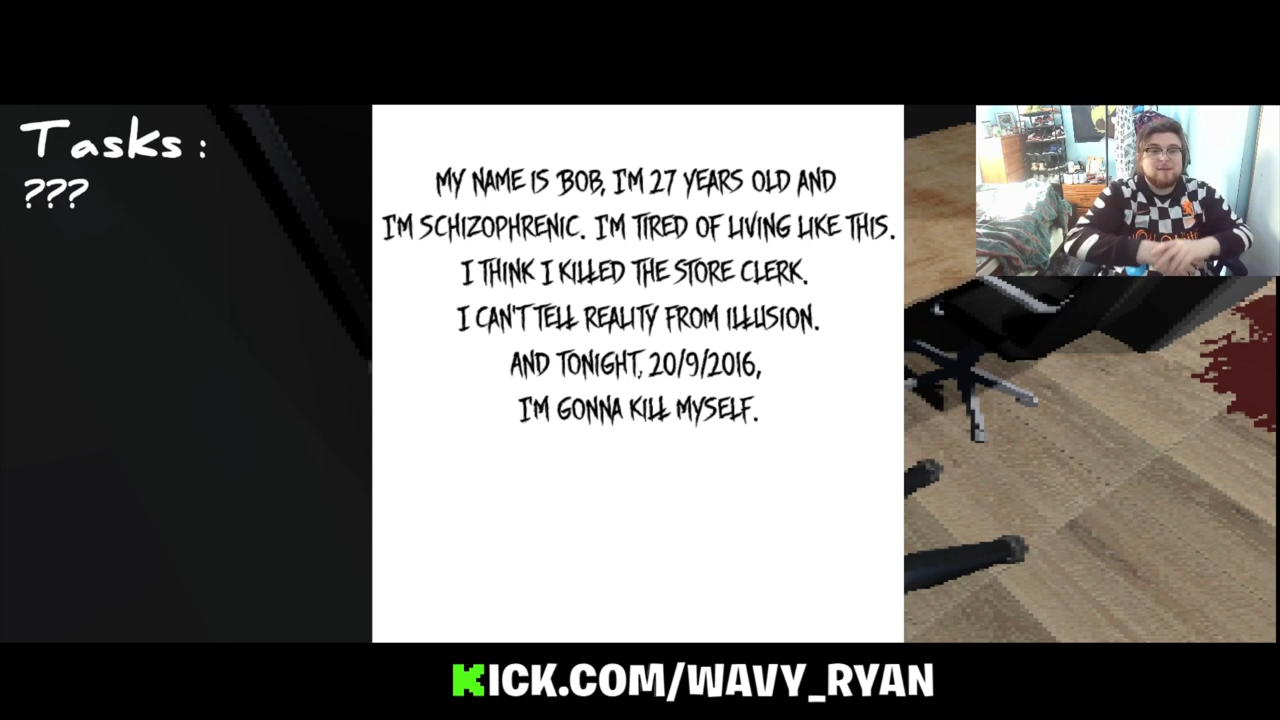 Tasks:
???
MY NAME IS BOB, I'M 27 YEARS OLD AND
I'M SCHIZOPHRENIC. I'M TIRED OF LIVING LIKE THIS.
I THINK I KILLED THE STORE CLERK.
I CAN'T TELL REALITY FROM ILLUSION.
AND TONIGHT, 20/9/2016,
I'M GONNA KILL MYSELF.
KICK.COM/WAVY_RYAN